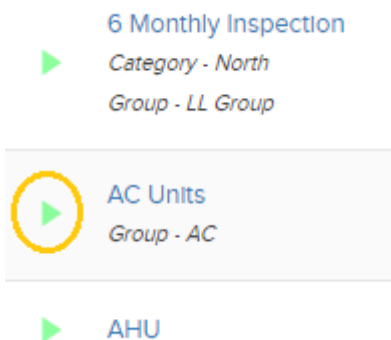 6 Monthly Inspection
Category - North
Group - LL Group
AC Units
Group - AC
AHU